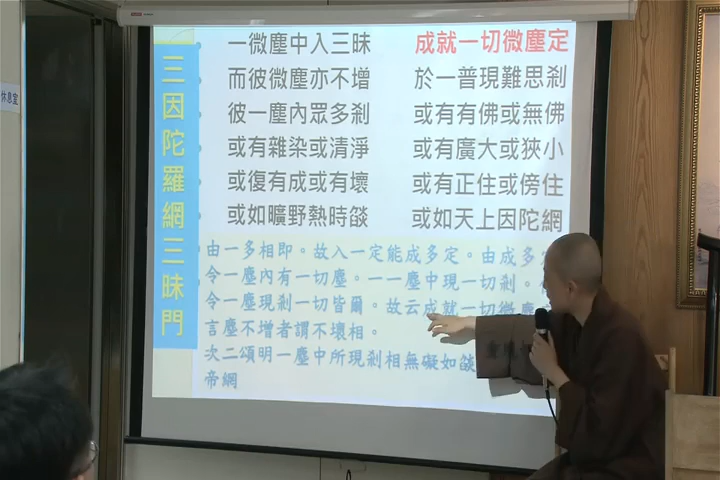 休息室
三因陀羅網三昧門
一微塵中入三昧　成就一切微塵定
而彼微塵亦不增　於一普現難思剎
彼一塵內眾多剎　或有有佛或無佛
或有雜染或清淨　或有廣大或狹小
或復有成或有壞　或有正住或傍住
或如曠野熱時燄　或如天上因陀網
由一多相即。故入一定能成多定。由成多
令一塵內有一切塵。一一塵中現一切剎。
令一塵現剎一切皆爾。故云成就一切微
言塵不增者謂不壞相。
次二頌明一塵中所現剎相無礙如燄
帝網